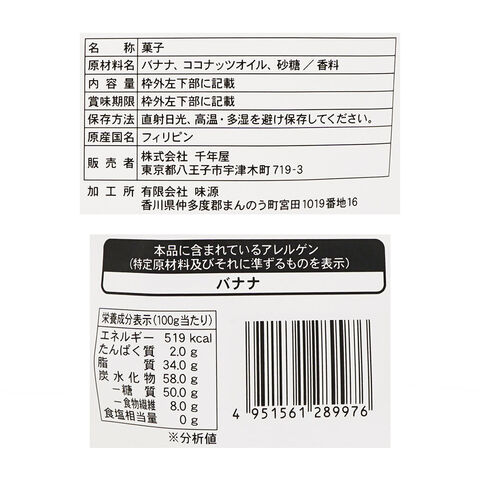 名称 菓子
原材料名 バナナ、ココナッツオイル、砂糖／香料
内容量 枠外左下部に記載
賞味期限 枠外左下部に記載
保存方法 直射日光、高温・多湿を避け保存してください。
原産国名 フィリピン
販売者 株式会社 千年屋
東京都八王子市宇津木町719-3
加工所 有限会社 味源
香川県仲多度郡まんのう町宮田1019番地16
本品に含まれているアレルゲン
(特定原材料及びそれに準ずるものを表示)
バナナ
栄養成分表示(100g当たり)
エネルギー 519 kcal
たんぱく質 2.0 g
脂質 34.0 g
炭水化物 58.0 g
－糖質 50.0 g
－食物繊維 8.0 g
食塩相当量 0 g
※分析値
4 951561 289976